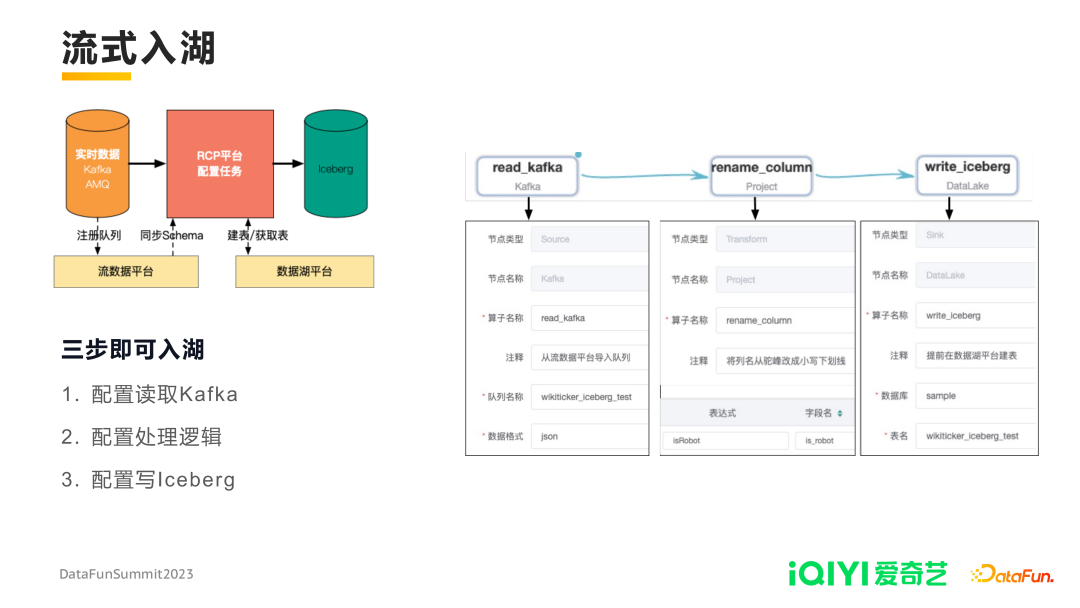 流式入湖
实时数据
Kafka
AMQ
RCP平台
配置任务
Iceberg
注册队列
同步Schema
建表/获取表
流数据平台
数据湖平台
三步即可入湖
1. 配置读取Kafka
2. 配置处理逻辑
3. 配置写Iceberg
read_kafka
Kafka
节点类型 Source
节点名称 Kafka
* 算子名称 read_kafka
注释 从流数据平台导入队列
* 队列名称 wikiticker_iceberg_test
* 数据格式 json
rename_column
Project
节点类型 Transform
节点名称 Project
* 算子名称 rename_column
注释 将列名从驼峰改成小写下划线
表达式 字段名
isRobot is_robot
write_iceberg
DataLake
节点类型 Sink
节点名称 DataLake
* 算子名称 write_iceberg
注释 提前在数据湖平台建表
* 数据库 sample
* 表名 wikiticker_iceberg_test
DataFunSummit2023
iQIYI 爱奇艺
DataFun.